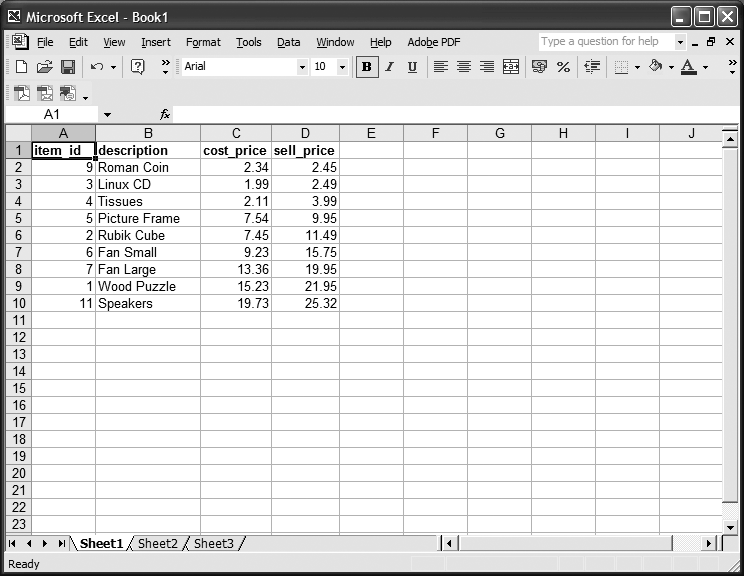 Microsoft Excel - Book1
File Edit View Insert Format Tools Data Window Help Adobe PDF Type a question for help
Arial 10 B I U % A
A1 fx
A B C D E F G H I J
1 item_id description cost_price sell_price
2 9 Roman Coin 2.34 2.45
3 3 Linux CD 1.99 2.49
4 4 Tissues 2.11 3.99
5 5 Picture Frame 7.54 9.95
6 2 Rubik Cube 7.45 11.49
7 6 Fan Small 9.23 15.75
8 7 Fan Large 13.36 19.95
9 1 Wood Puzzle 15.23 21.95
10 11 Speakers 19.73 25.32
11
12
13
14
15
16
17
18
19
20
21
22
23
Sheet1 Sheet2 Sheet3
Ready